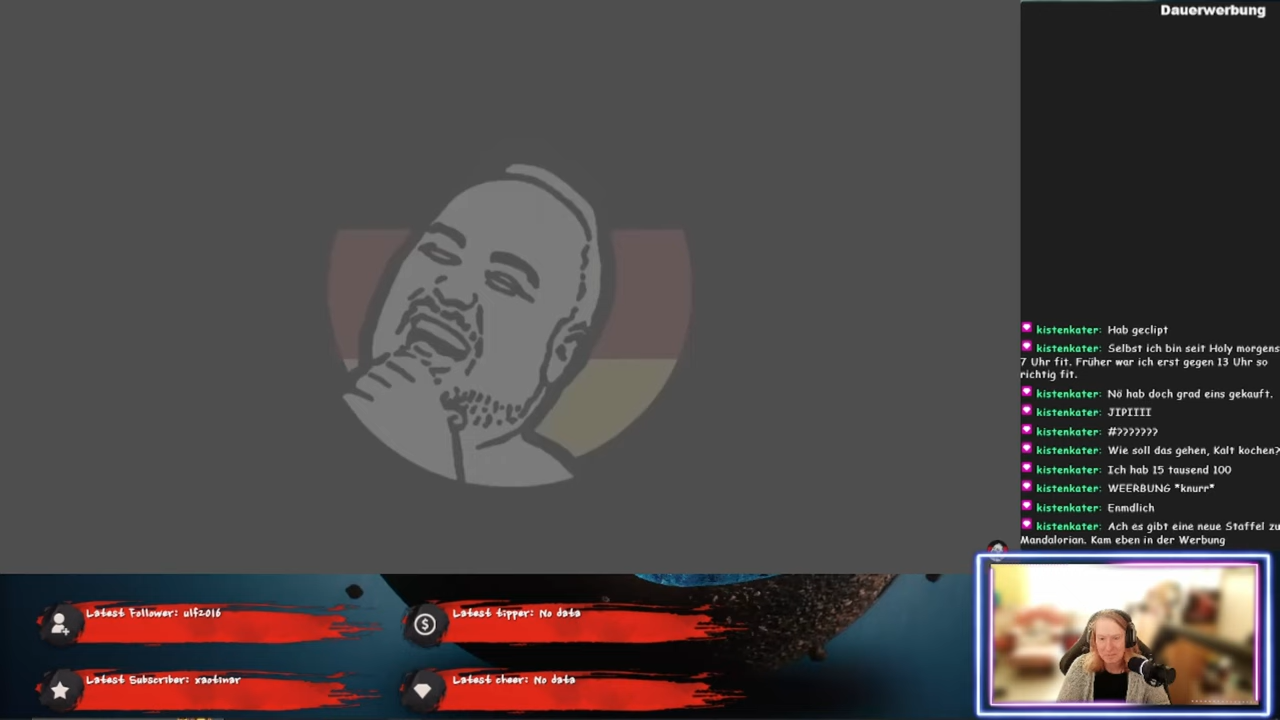 Dauerwerbung
kistenkater: Hab geclipt
kistenkater: Selbst ich bin seit Holy morgens
7 Uhr fit. Früher war ich erst gegen 13 Uhr so
richtig fit.
kistenkater: Nö hab doch grad eins gekauft.
kistenkater: JIPIIII
kistenkater: #???????
kistenkater: Wie soll das gehen, Kalt kochen?
kistenkater: Ich hab 15 tausend 100
kistenkater: WEERBUNG *knurr*
kistenkater: Enmdlich
kistenkater: Ach es gibt eine neue Staffel zu
Mandalorian. Kam eben in der Werbung
Latest Follower: ulf2016
Latest tipper: No data
Latest Subscriber: xaotinar
Latest cheer: No data